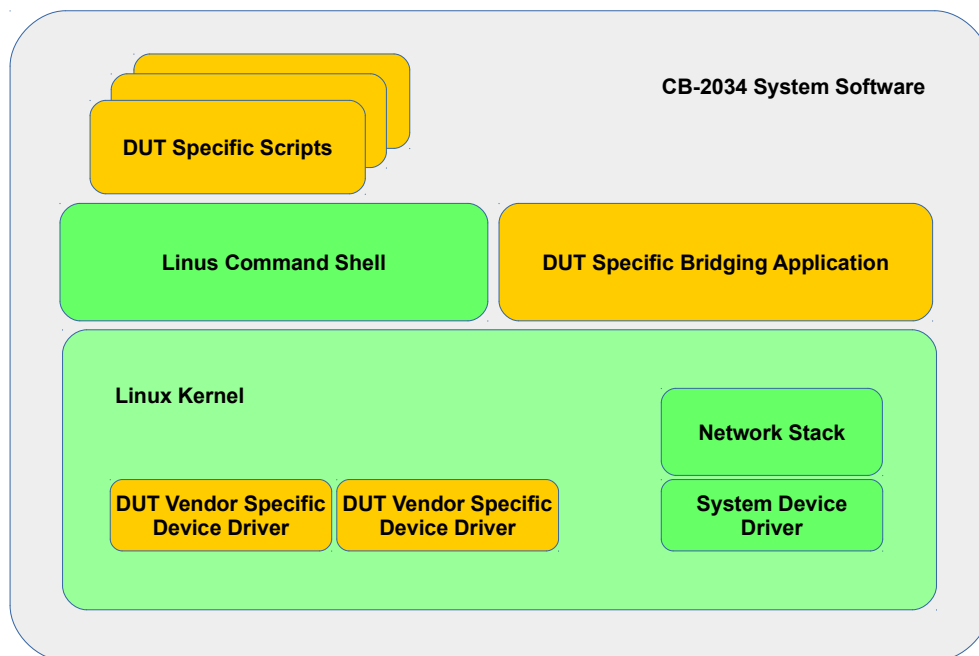 CB-2034 System Software
DUT Specific Scripts
Linus Command Shell
DUT Specific Bridging Application
Linux Kernel
Network Stack
DUT Vendor Specific
Device Driver
DUT Vendor Specific
Device Driver
System Device
Driver